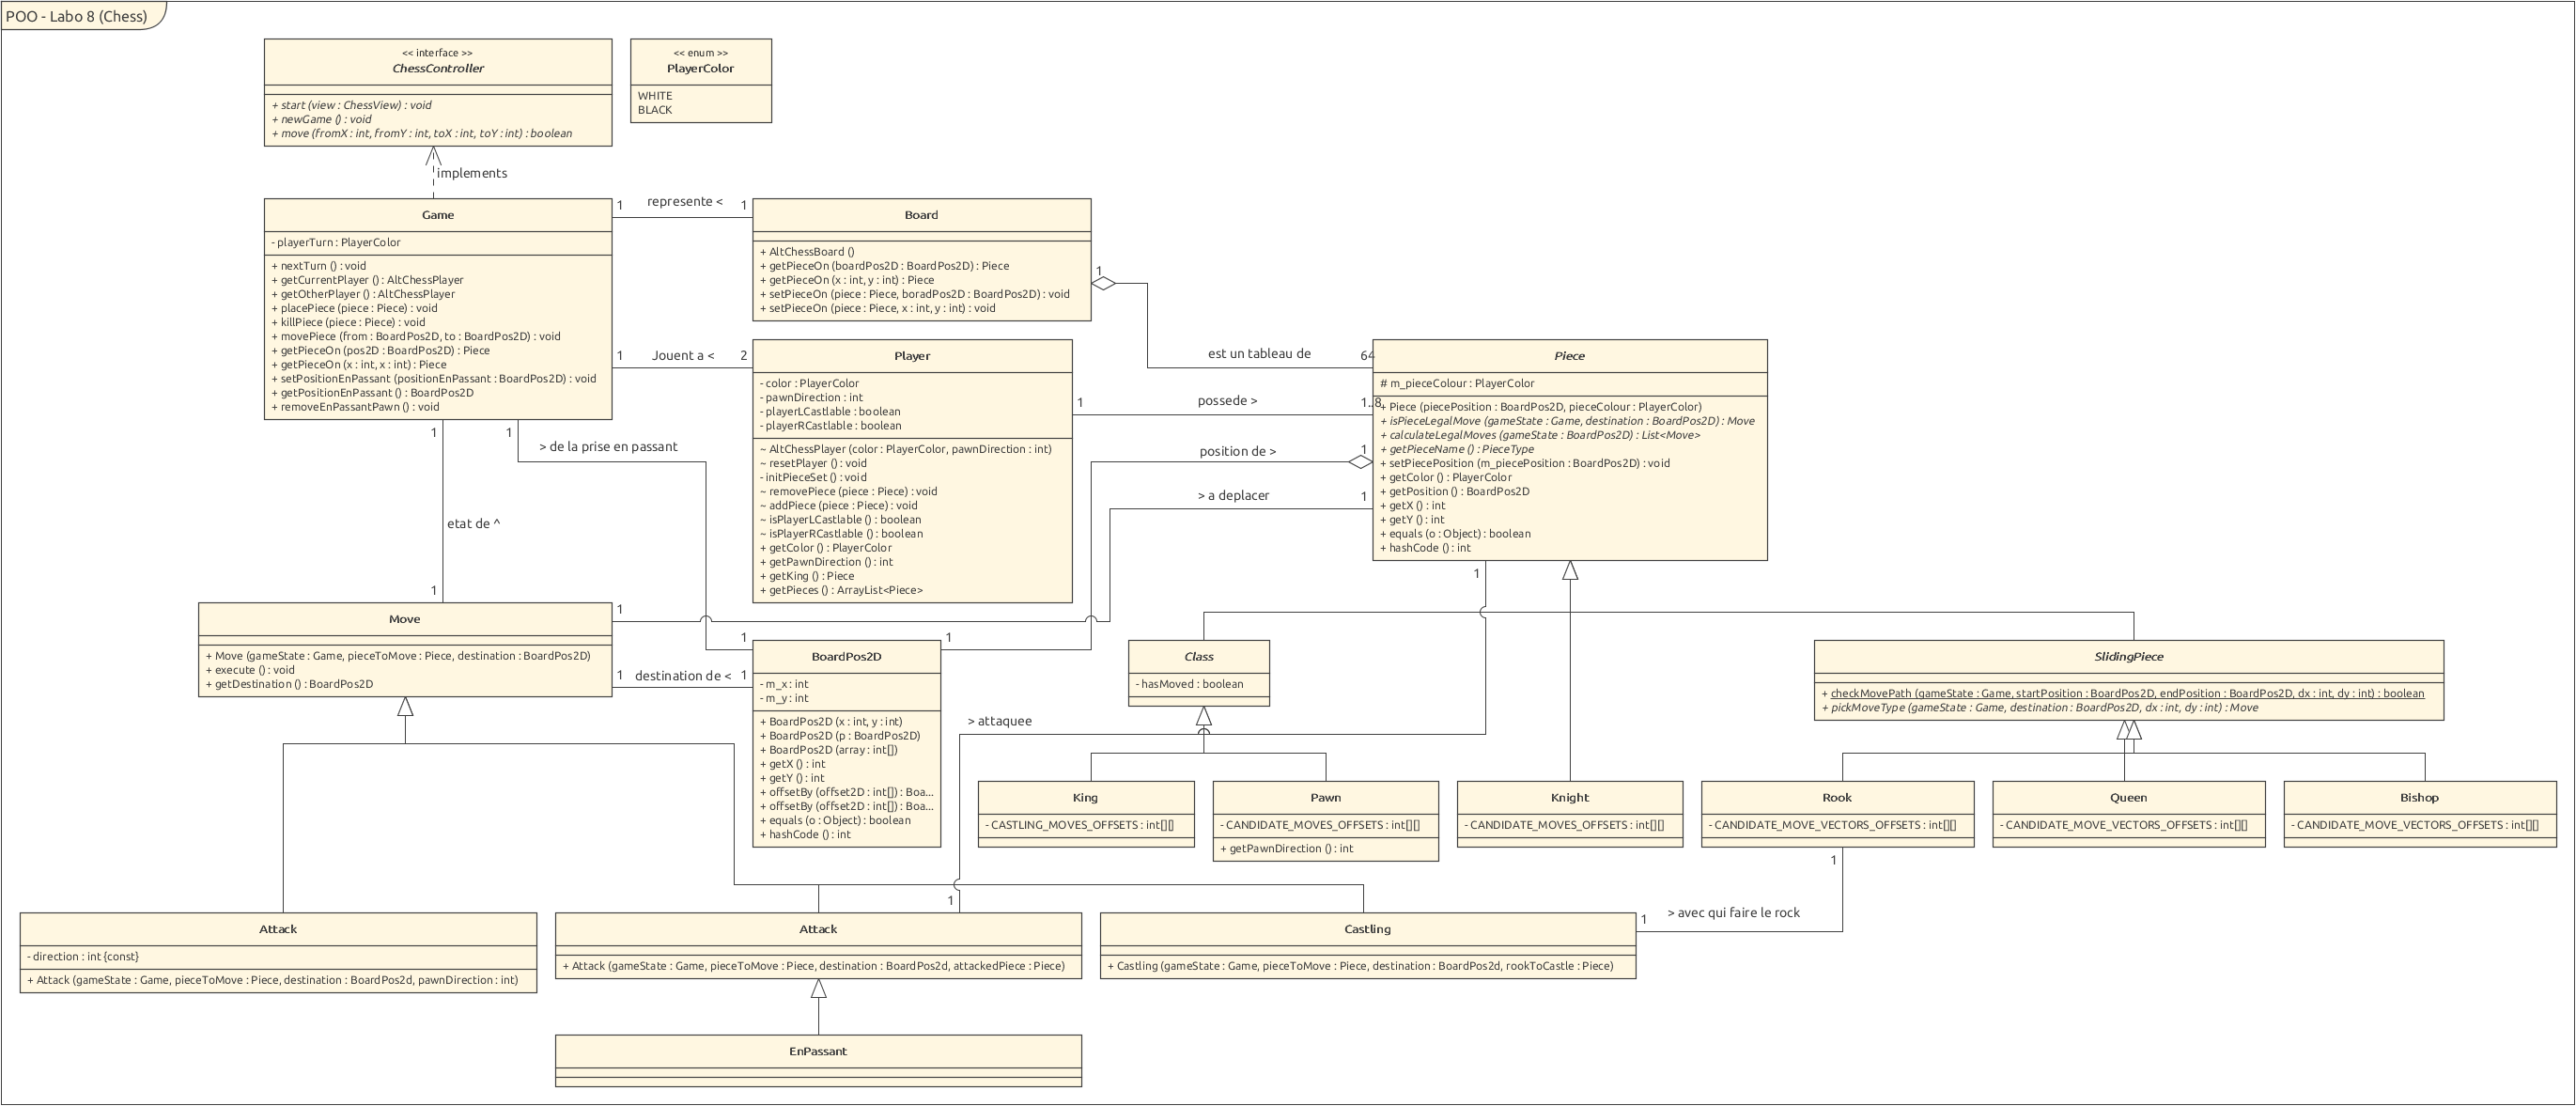 POO - Labo 8 (Chess)
<< interface >>
ChessController
+ start (view : ChessView) : void
+ newGame () : void
+ move (fromX : int, fromY : int, toX : int, toY : int) : boolean
<< enum >>
PlayerColor
WHITE
BLACK
implements
Game
- playerTurn : PlayerColor
+ nextTurn () : void
+ getCurrentPlayer () : AltChessPlayer
+ getOtherPlayer () : AltChessPlayer
+ placePiece (piece : Piece) : void
+ killPiece (piece : Piece) : void
+ movePiece (from : BoardPos2D, to : BoardPos2D) : void
+ getPieceOn (pos2D : BoardPos2D) : Piece
+ getPieceOn (x : int, x : int) : Piece
+ setPositionEnPassant (positionEnPassant : BoardPos2D) : void
+ getPositionEnPassant () : BoardPos2D
+ removeEnPassantPawn () : void
1 represente < 1
Board
+ AltChessBoard ()
+ getPieceOn (boardPos2D : BoardPos2D) : Piece
+ getPieceOn (x : int, y : int) : Piece
+ setPieceOn (piece : Piece, boradPos2D : BoardPos2D) : void
+ setPieceOn (piece : Piece, x : int, y : int) : void
1
est un tableau de 64
1 Jouent a < 2
Player
- color : PlayerColor
- pawnDirection : int
- playerLCastlable : boolean
- playerRCastlable : boolean
~ AltChessPlayer (color : PlayerColor, pawnDirection : int)
~ resetPlayer () : void
- initPieceSet () : void
~ removePiece (piece : Piece) : void
~ addPiece (piece : Piece) : void
~ isPlayerLCastlable () : boolean
~ isPlayerRCastlable () : boolean
+ getColor () : PlayerColor
+ getPawnDirection () : int
+ getKing () : Piece
+ getPieces () : ArrayList<Piece>
1 possede > 1..8
position de > 1
> a deplacer 1
Piece
# m_pieceColour : PlayerColor
+ Piece (piecePosition : BoardPos2D, pieceColour : PlayerColor)
+ isPieceLegalMove (gameState : Game, destination : BoardPos2D) : Move
+ calculateLegalMoves (gameState : BoardPos2D) : List<Move>
+ getPieceName () : PieceType
+ setPiecePosition (m_piecePosition : BoardPos2D) : void
+ getColor () : PlayerColor
+ getPosition () : BoardPos2D
+ getX () : int
+ getY () : int
+ equals (o : Object) : boolean
+ hashCode () : int
1
1 1 > de la prise en passant
etat de ^
1
Move
+ Move (gameState : Game, pieceToMove : Piece, destination : BoardPos2D)
+ execute () : void
+ getDestination () : BoardPos2D
1
1
1 destination de < 1
1
BoardPos2D
- m_x : int
- m_y : int
+ BoardPos2D (x : int, y : int)
+ BoardPos2D (p : BoardPos2D)
+ BoardPos2D (array : int[])
+ getX () : int
+ getY () : int
+ offsetBy (offset2D : int[]) : Boa...
+ offsetBy (offset2D : int[]) : Boa...
+ equals (o : Object) : boolean
+ hashCode () : int
> attaquee
Class
- hasMoved : boolean
SlidingPiece
+ checkMovePath (gameState : Game, startPosition : BoardPos2D, endPosition : BoardPos2D, dx : int, dy : int) : boolean
+ pickMoveType (gameState : Game, destination : BoardPos2D, dx : int, dy : int) : Move
King
- CASTLING_MOVES_OFFSETS : int[][]
Pawn
- CANDIDATE_MOVES_OFFSETS : int[][]
+ getPawnDirection () : int
Knight
- CANDIDATE_MOVES_OFFSETS : int[][]
Rook
- CANDIDATE_MOVE_VECTORS_OFFSETS : int[][]
1
Queen
- CANDIDATE_MOVE_VECTORS_OFFSETS : int[][]
Bishop
- CANDIDATE_MOVE_VECTORS_OFFSETS : int[][]
Attack
- direction : int {const}
+ Attack (gameState : Game, pieceToMove : Piece, destination : BoardPos2d, pawnDirection : int)
1
Attack
+ Attack (gameState : Game, pieceToMove : Piece, destination : BoardPos2d, attackedPiece : Piece)
Castling
+ Castling (gameState : Game, pieceToMove : Piece, destination : BoardPos2d, rookToCastle : Piece)
1 > avec qui faire le rock
EnPassant